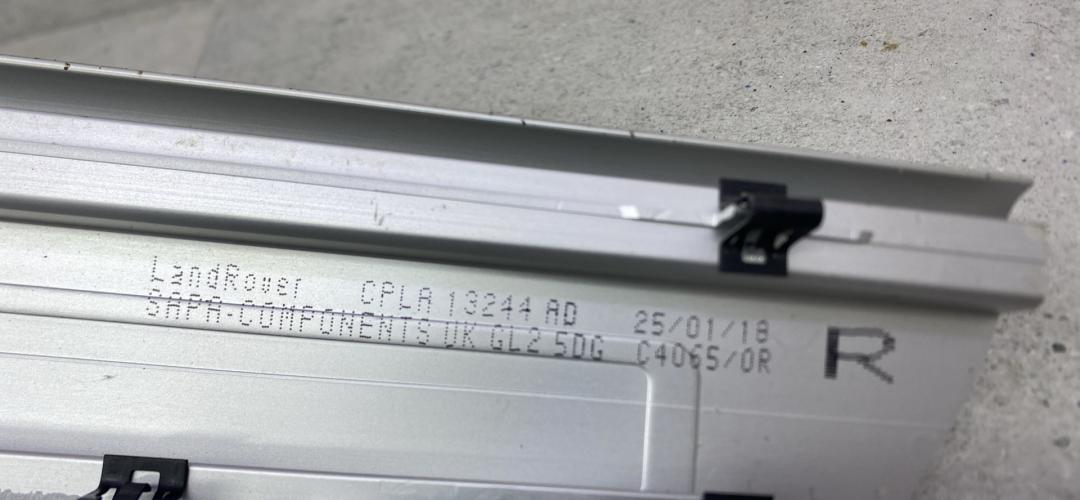 LandRover CPLA 13244 AD 25/01/18
SAPA-COMPONENTS UK GL2 5DG C4065/0R
R